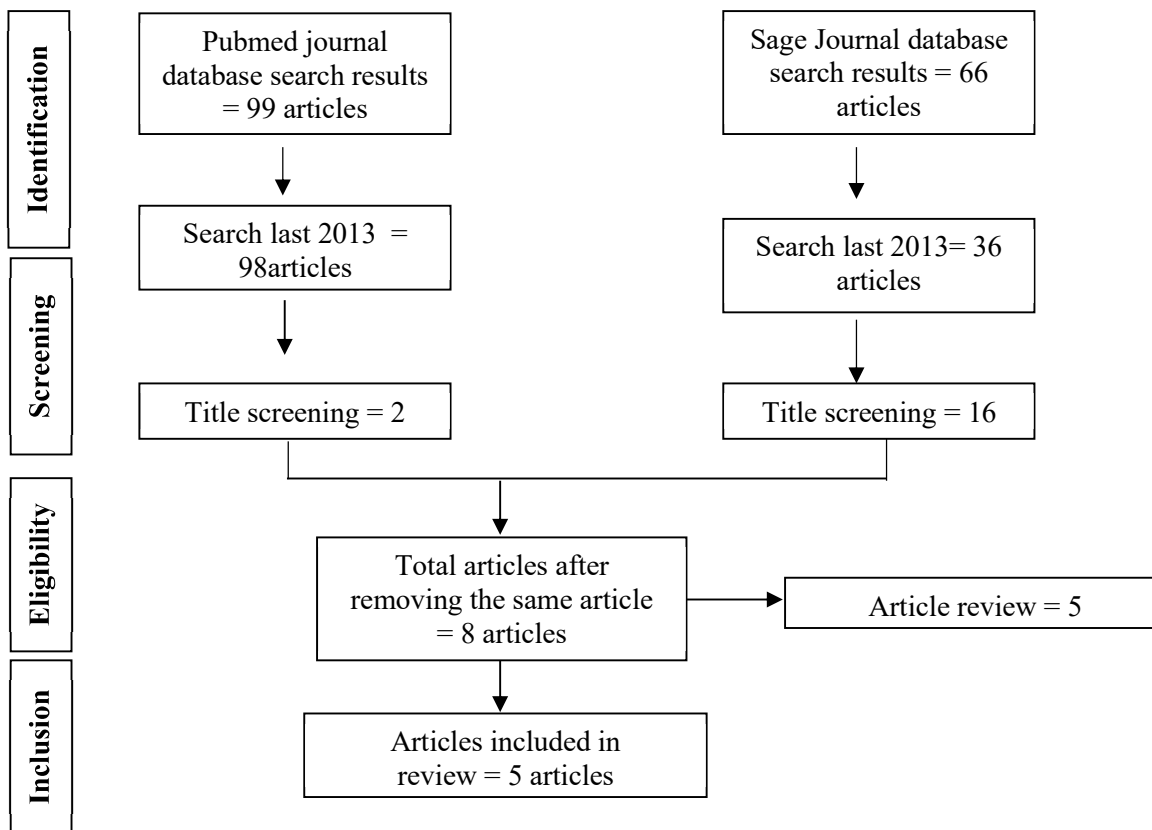 Identification
Pubmed journal
database search results
= 99 articles
Sage Journal database
search results = 66
articles
Search last 2013 =
98articles
Search last 2013= 36
articles
Screening
Title screening = 2
Title screening = 16
Eligibility
Total articles after
removing the same article
= 8 articles
Article review = 5
Inclusion
Articles included in
review = 5 articles